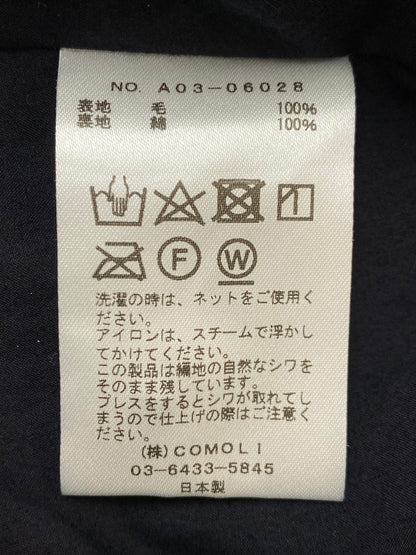 NO. A03-06028
表地 毛 100%
裏地 綿 100%
F W
洗濯の時は、ネットをご使用く
ださい。
アイロンは、スチームで浮かし
てかけてください。
この製品は編地の自然なシワを
そのまま残しています。
プレスをするとシワが取れてし
まうので仕上げの際はご注意く
ださい。
(株)COMOLI
03-6433-5845
日本製